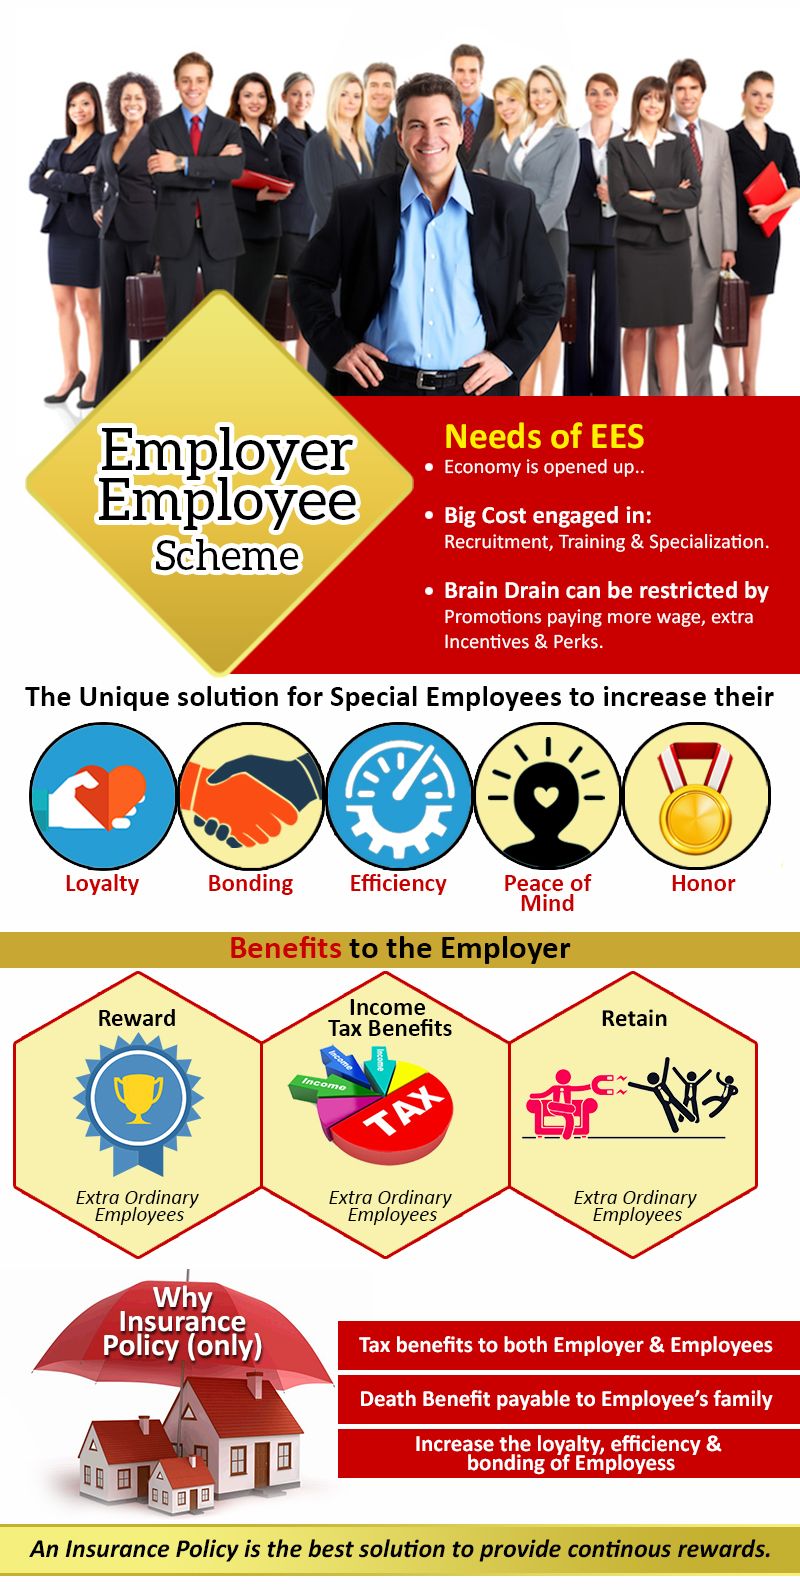 Employer
Employee
Scheme
Needs of EES
• Economy is opened up..
• Big Cost engaged in:
Recruitment, Training & Specialization.
• Brain Drain can be restricted by
Promotions paying more wage, extra
Incentives & Perks.
The Unique solution for Special Employees to increase their
Loyalty
Bonding
Efficiency
Peace of
Mind
Honor
Benefits to the Employer
Reward
Extra Ordinary
Employees
Income
Tax Benefits
Income
Income
Income
TAX
Extra Ordinary
Employees
Retain
Extra Ordinary
Employees
Why
Insurance
Policy (only)
Tax benefits to both Employer & Employees
Death Benefit payable to Employee's family
Increase the loyalty, efficiency &
bonding of Employess
An Insurance Policy is the best solution to provide continous rewards.